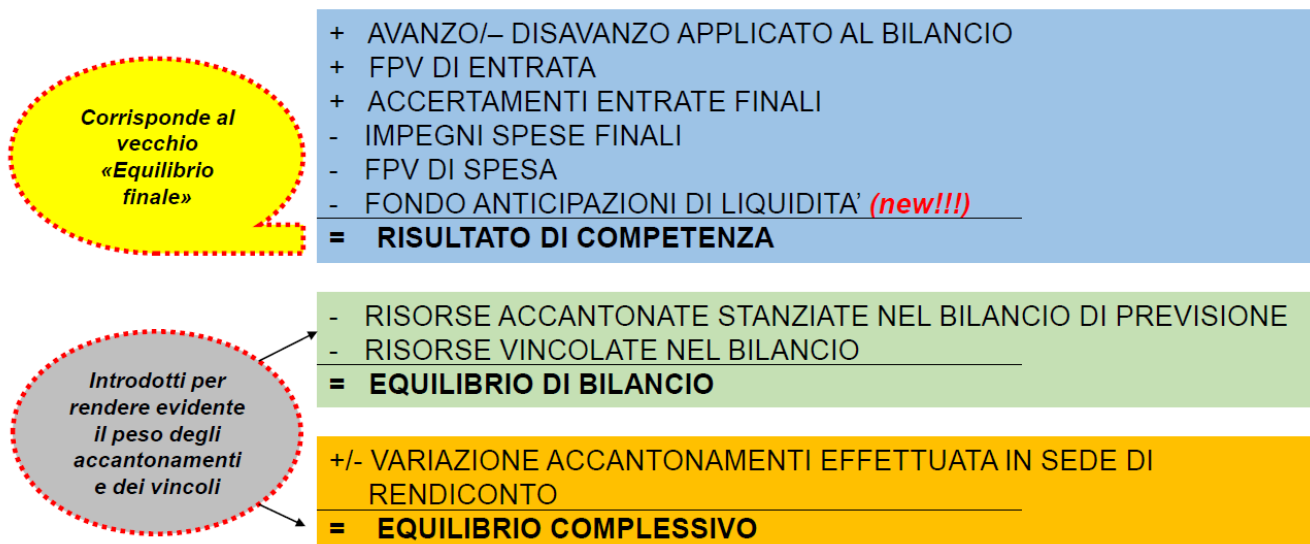 Corrisponde al
vecchio
«Equilibrio
finale»
+ AVANZO/– DISAVANZO APPLICATO AL BILANCIO
+ FPV DI ENTRATA
+ ACCERTAMENTI ENTRATE FINALI
- IMPEGNI SPESE FINALI
- FPV DI SPESA
- FONDO ANTICIPAZIONI DI LIQUIDITA’ (new!!!)
= RISULTATO DI COMPETENZA
Introdotti per
rendere evidente
il peso degli
accantonamenti
e dei vincoli
- RISORSE ACCANTONATE STANZIATE NEL BILANCIO DI PREVISIONE
- RISORSE VINCOLATE NEL BILANCIO
= EQUILIBRIO DI BILANCIO
+/- VARIAZIONE ACCANTONAMENTI EFFETTUATA IN SEDE DI
RENDICONTO
= EQUILIBRIO COMPLESSIVO